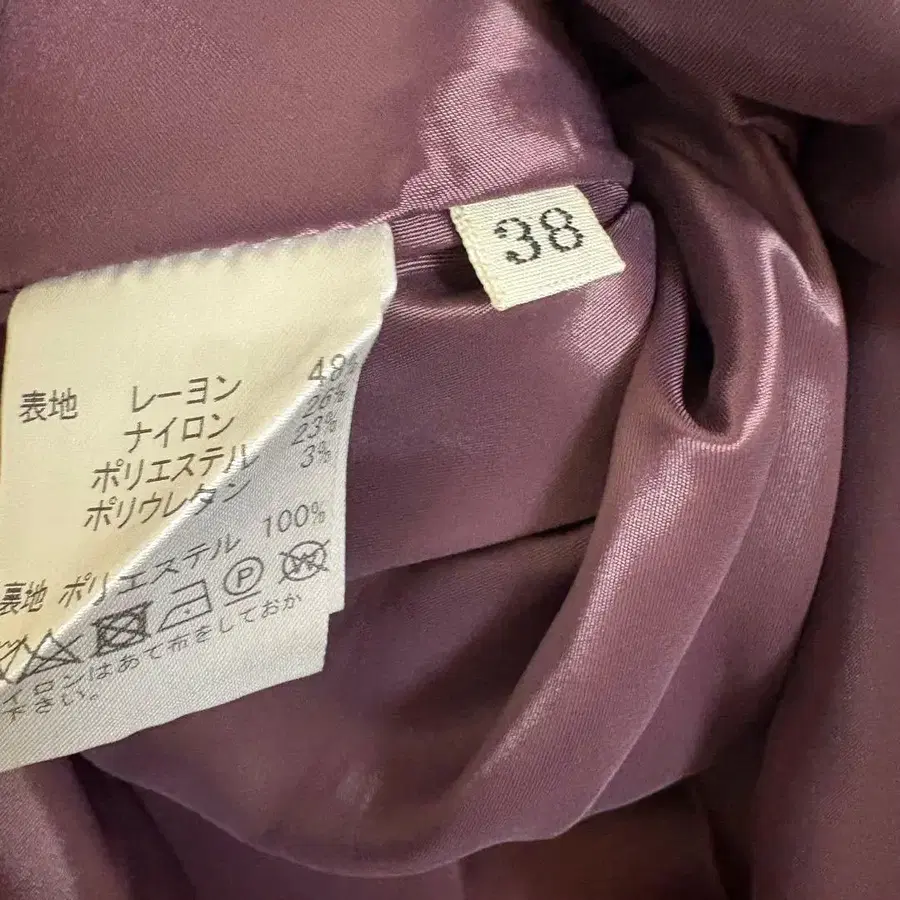 38
表地 レーヨン 48%
ナイロン 26%
ポリエステル 23%
ポリウレタン 3%
裏地 ポリエステル 100%
P W
イロンはあて布をしておか
下さい。